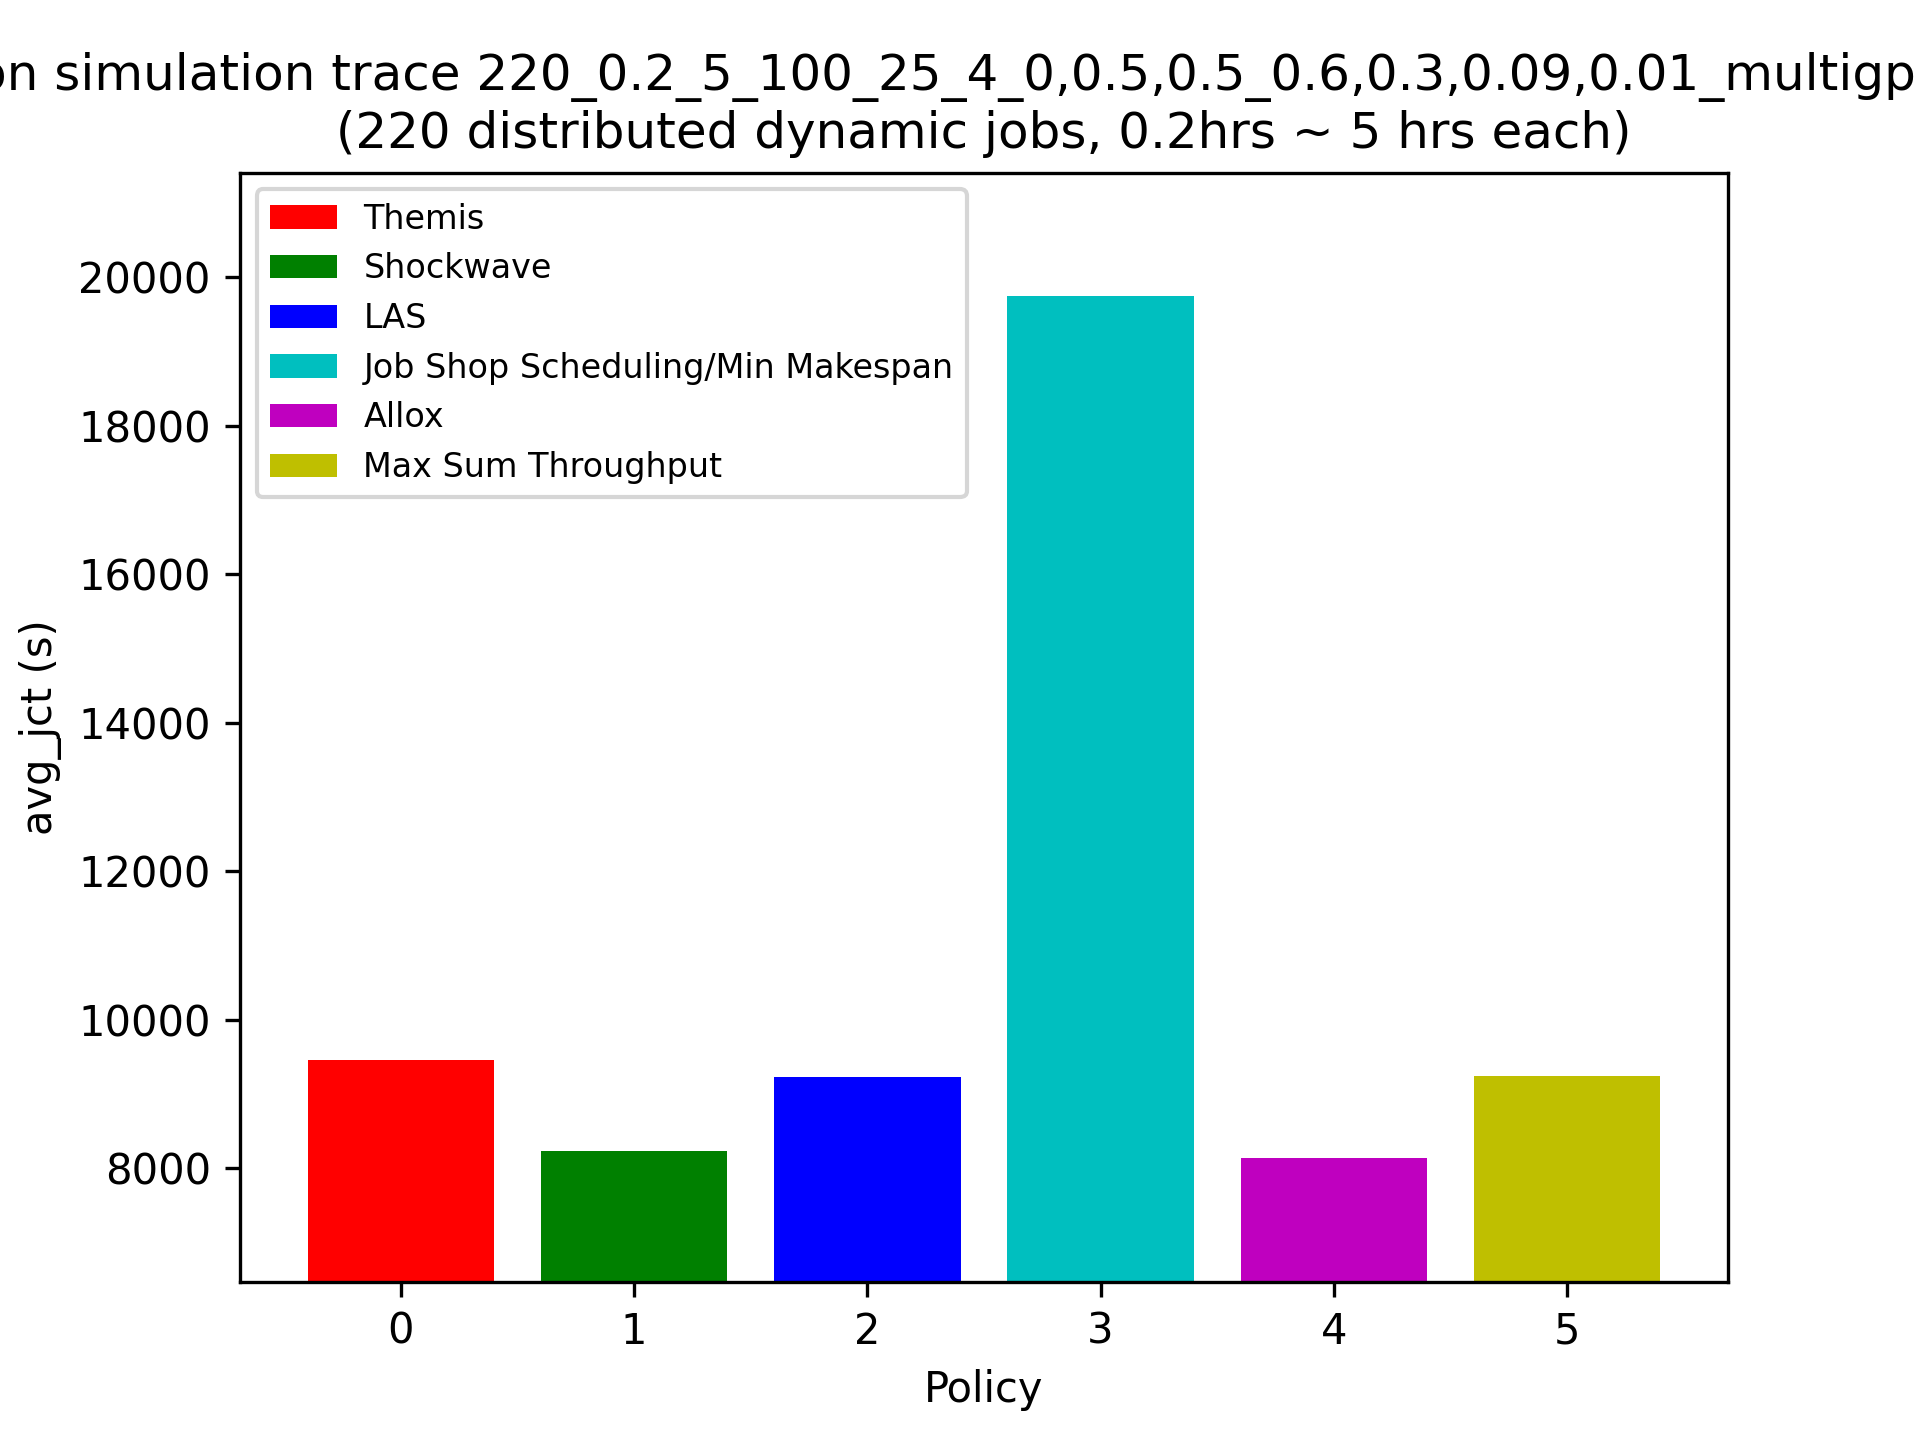 on simulation trace 220_0.2_5_100_25_4_0,0.5,0.5_0.6,0.3,0.09,0.01_multigp
(220 distributed dynamic jobs, 0.2hrs ~ 5 hrs each)
Themis
Shockwave
LAS
Job Shop Scheduling/Min Makespan
Allox
Max Sum Throughput
20000
18000
16000
14000
12000
10000
8000
avg_jct (s)
0 1 2 3 4 5
Policy